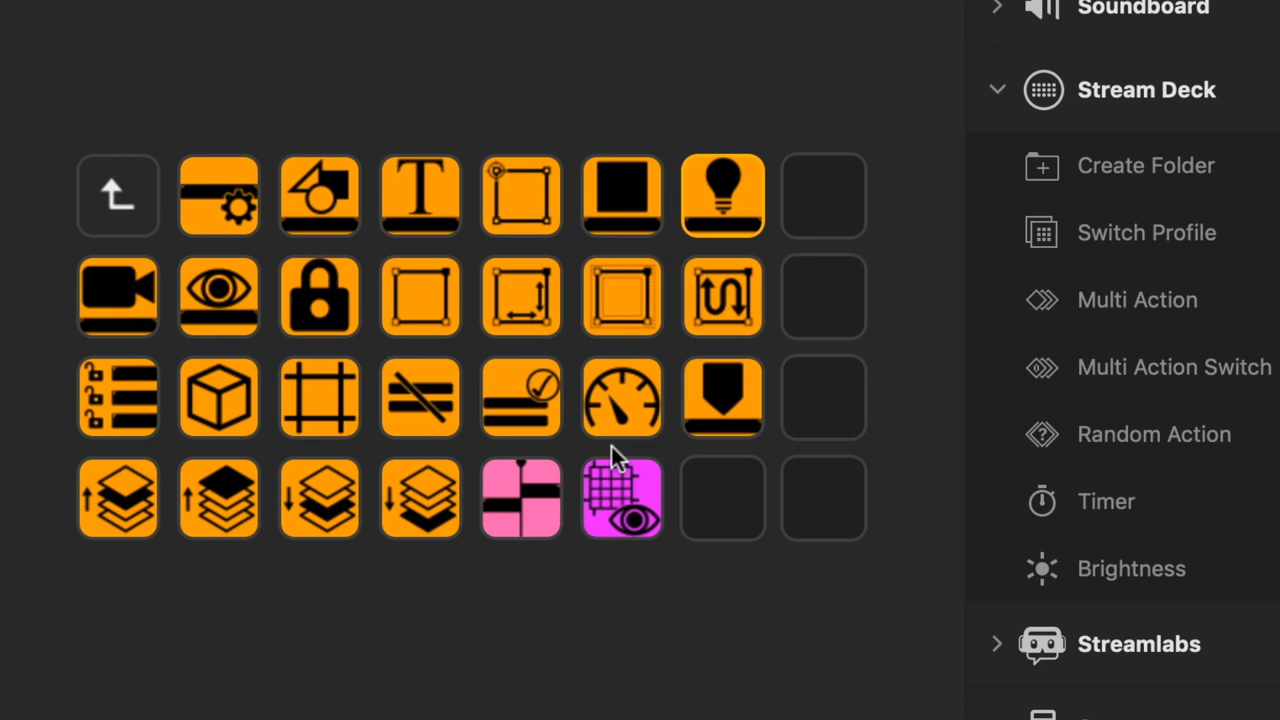 Soundboard
Stream Deck
T
Create Folder
Switch Profile
Multi Action
Multi Action Switch
Random Action
Timer
Brightness
Streamlabs